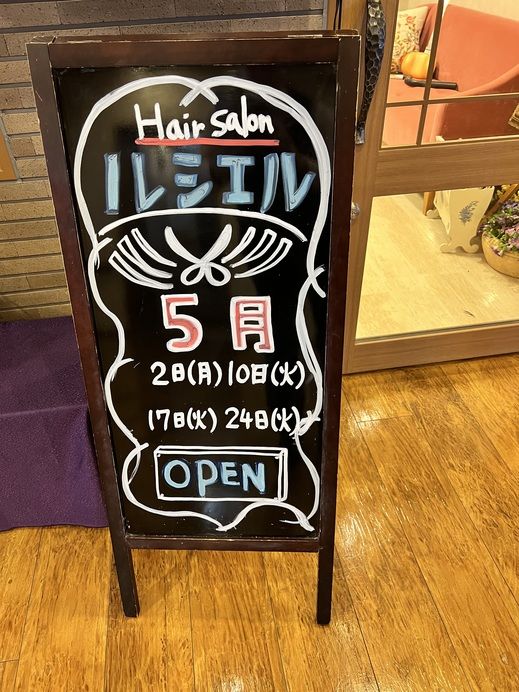 Hair salon
ルシエル
5月
2日(月)10日(火)
17日(火) 24日(火)
OPEN